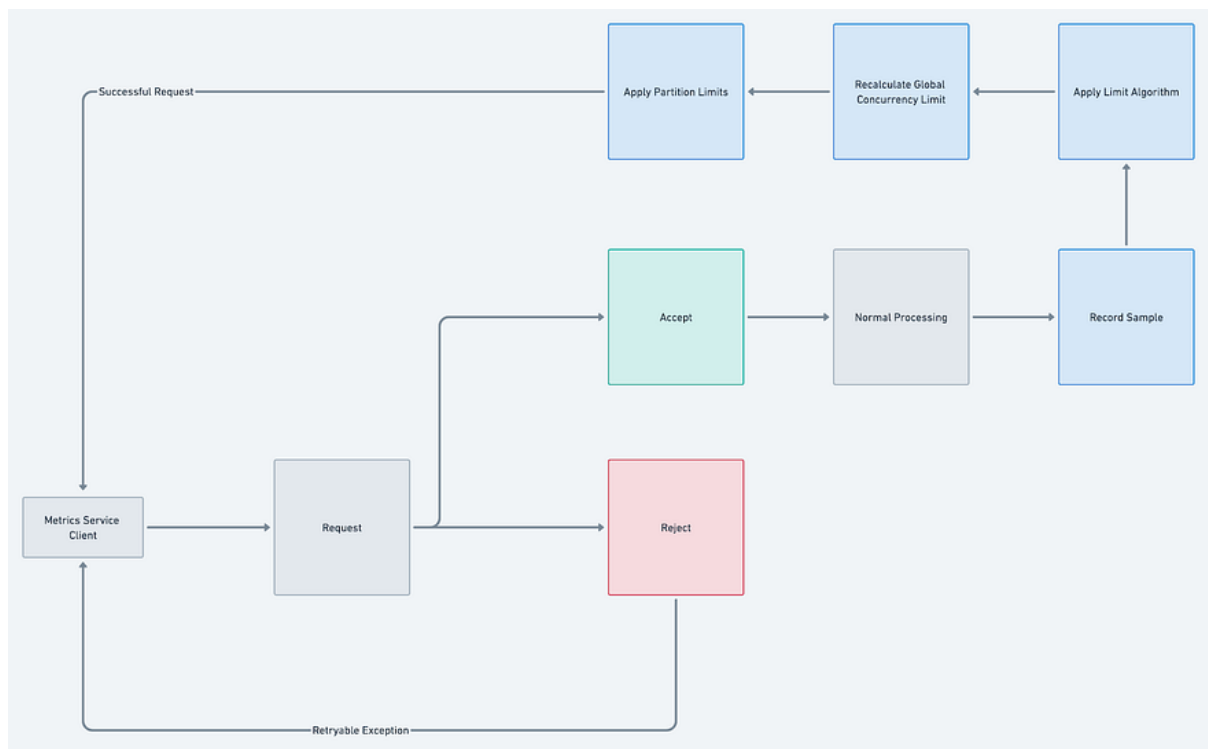 Apply Partition Limits
Recalculate Global
Concurrency Limit
Apply Limit Algorithm
Successful Request
Accept
Normal Processing
Record Sample
Metrics Service
Client
Request
Reject
Retryable Exception